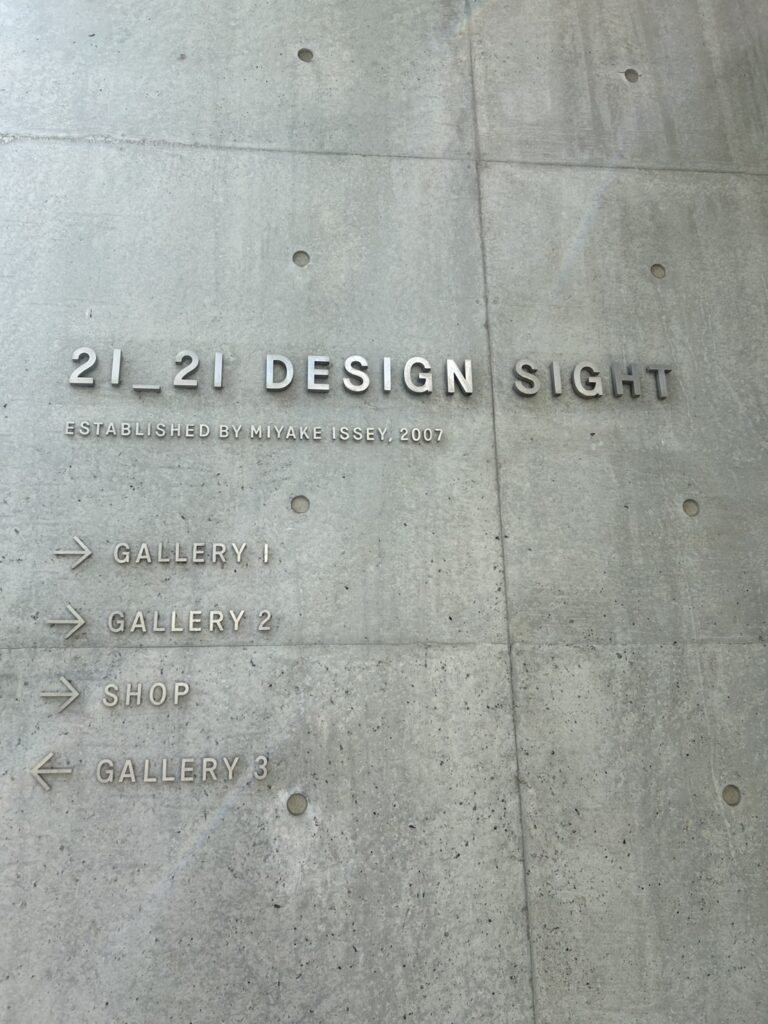 21_21 DESIGN SIGHT
ESTABLISHED BY MIYAKE ISSEY, 2007
→ GALLERY 1
→ GALLERY 2
→ SHOP
← GALLERY 3